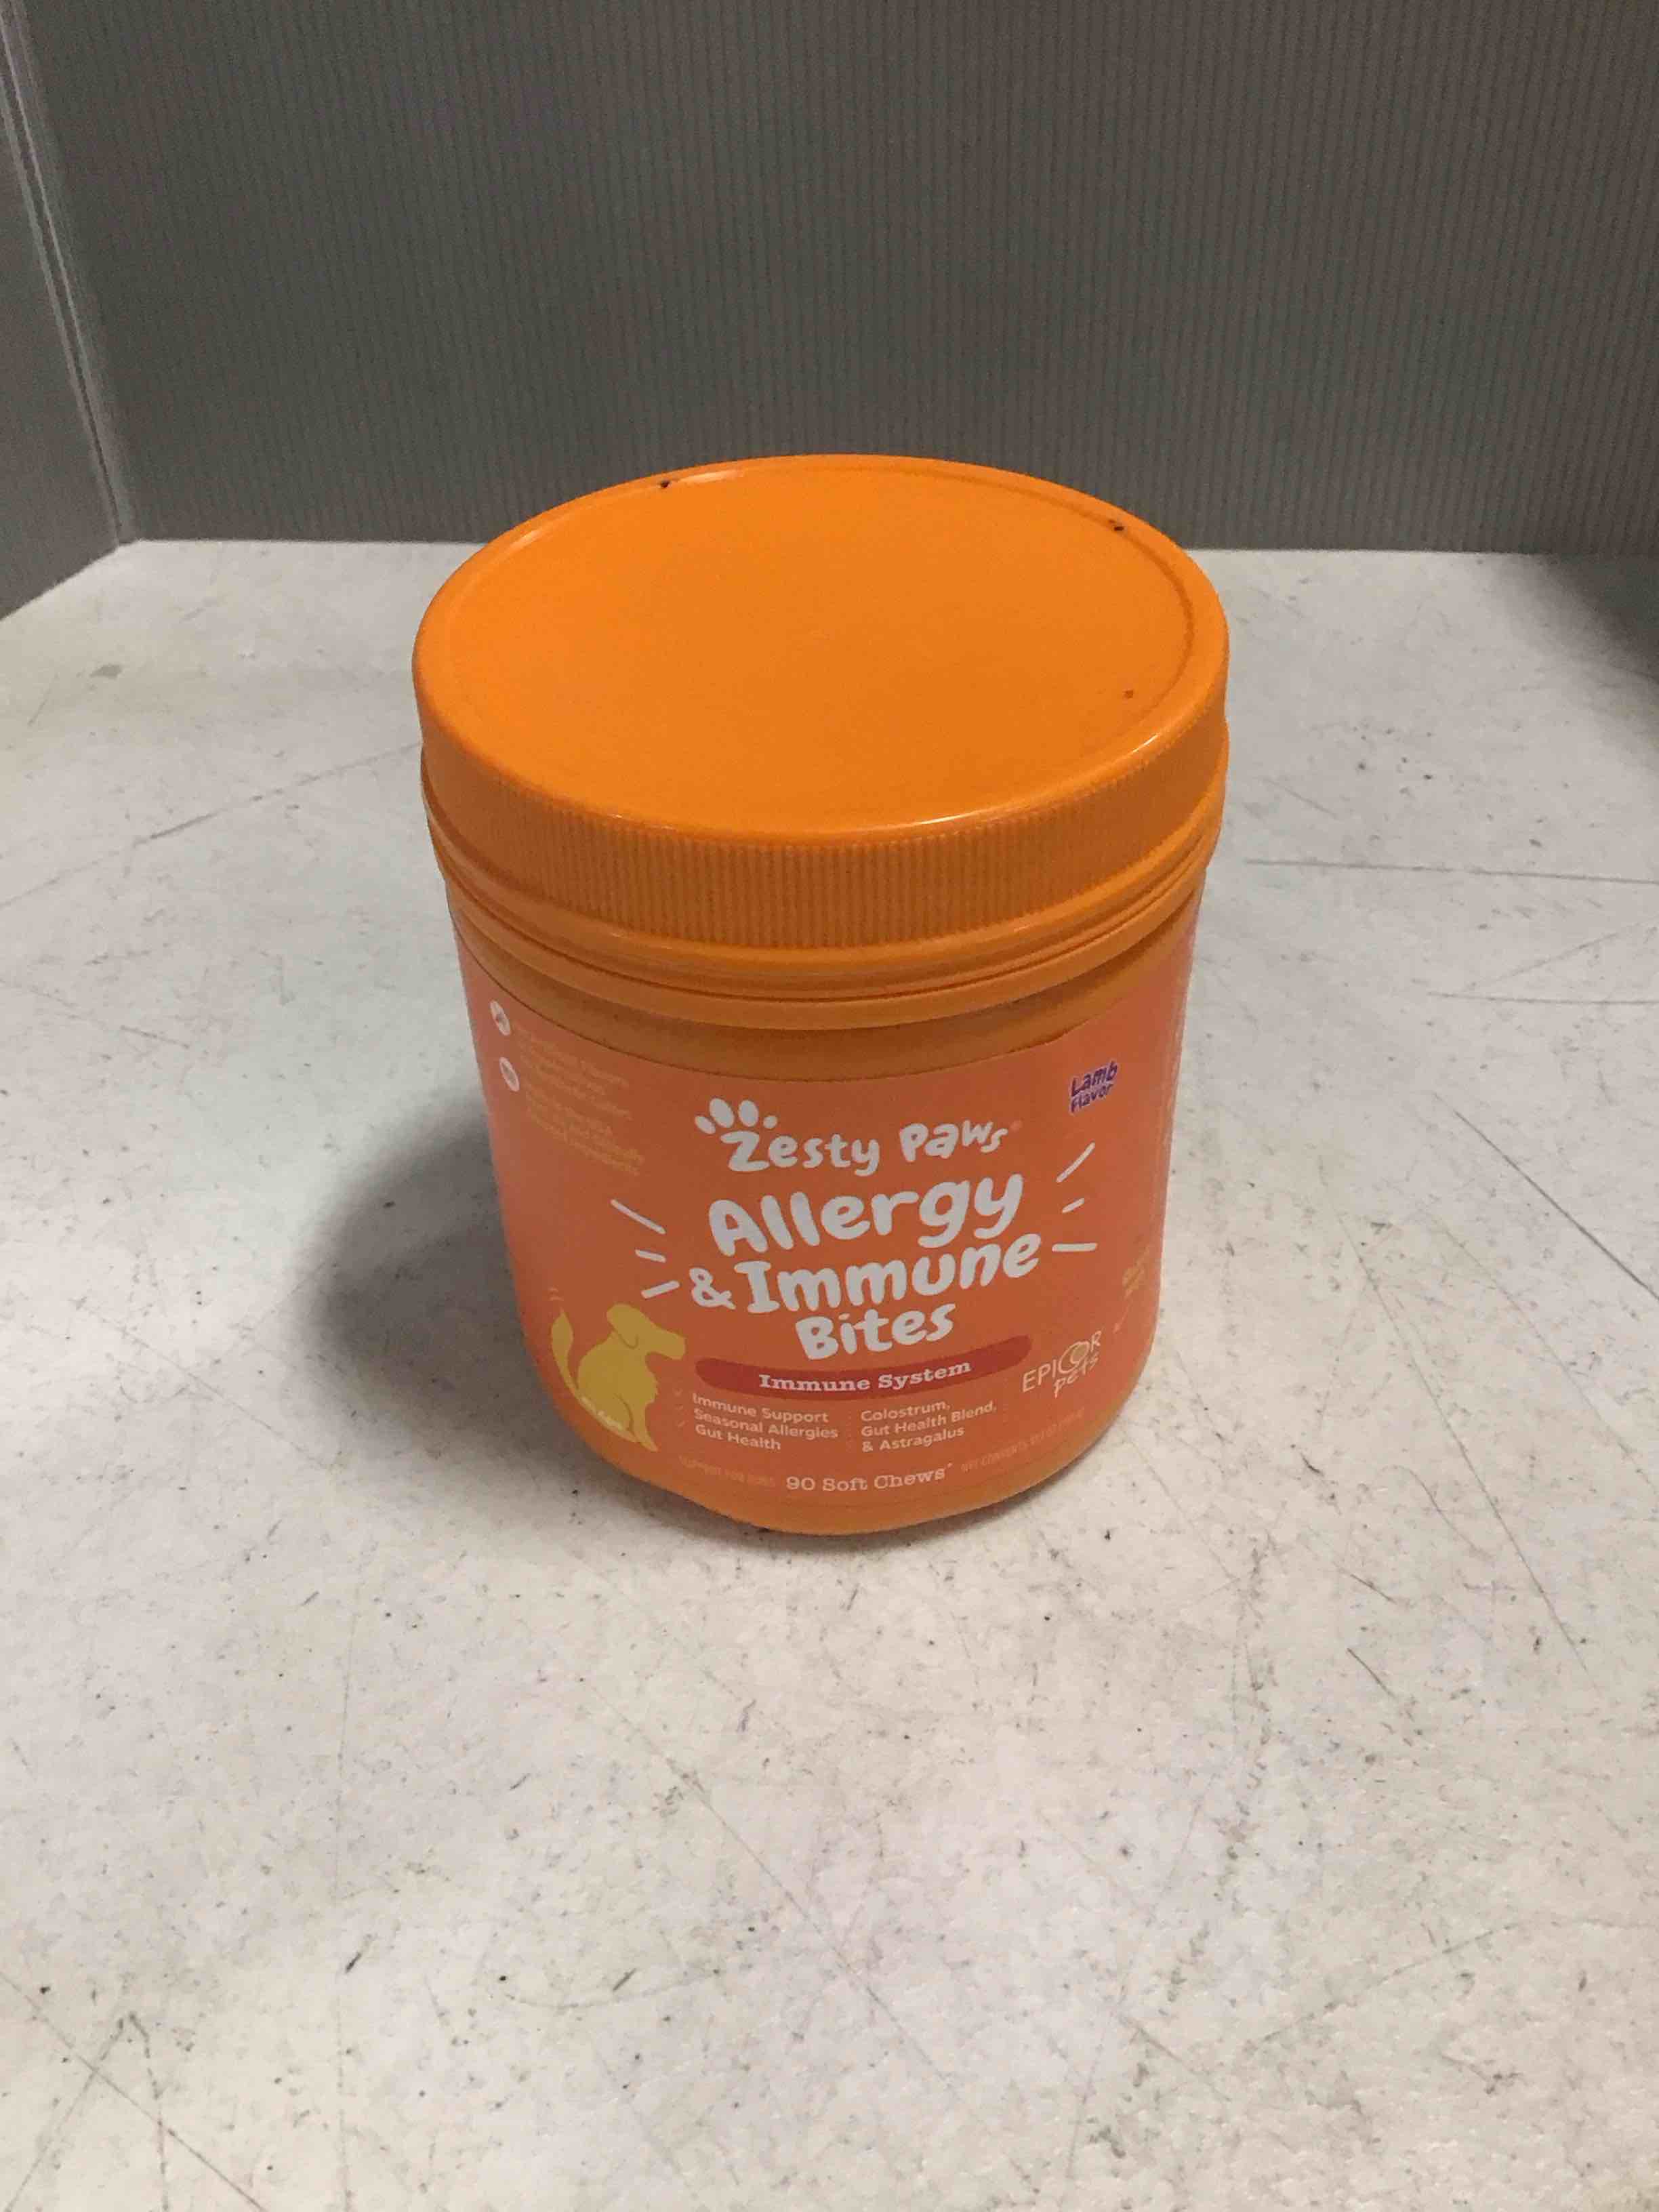 Lamb
Flavor
Zesty Paws
Allergy
& Immune
Bites
Immune System
EPICOR
Pets
Immune Support
Seasonal Allergies
Gut Health
Colostrum,
Gut Health Blend,
& Astragalus
90 Soft Chews*